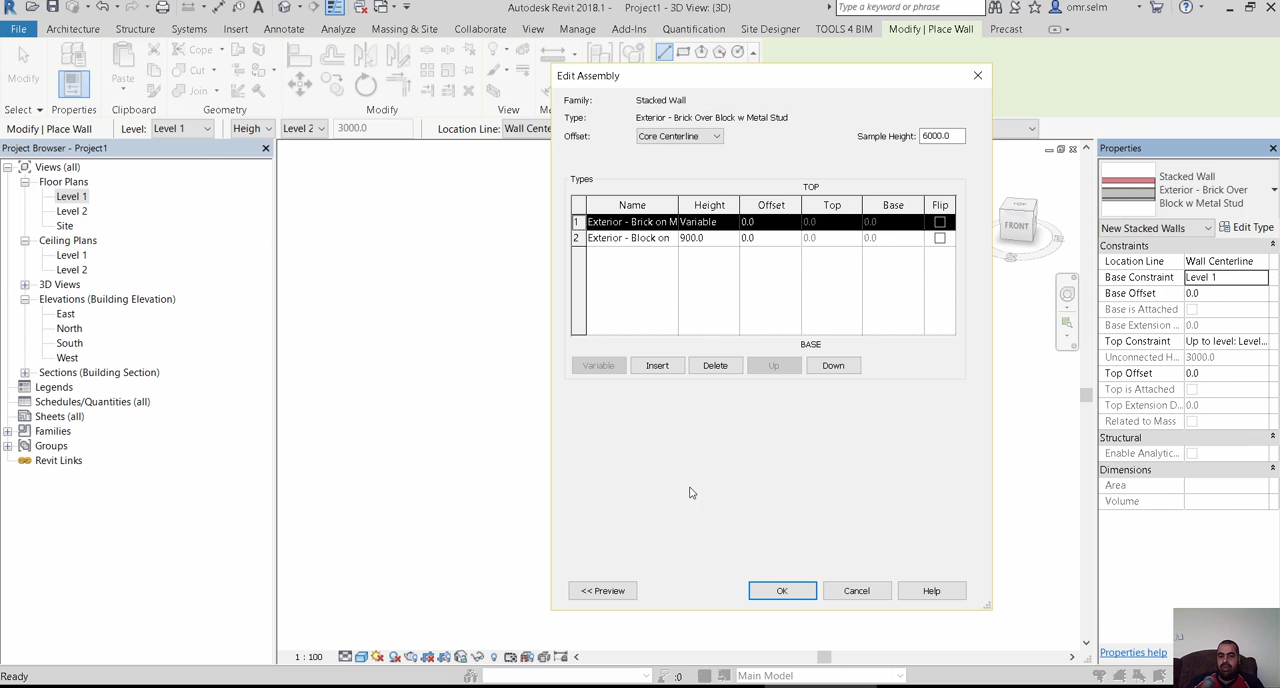 Autodesk Revit 2018.1 -    Project1 - 3D View: {3D}
Type a keyword or phrase
omr.selm
File Architecture Structure Systems Insert Annotate Analyze Massing & Site Collaborate View Manage Add-Ins Quantification Site Designer TOOLS 4 BIM Modify | Place Wall Precast
Modify
Paste
Cope
Cut
Join
Select Properties Clipboard Geometry Modify View
Modify | Place Wall Level: Level 1 Heigh Level 2 3000.0 Location Line: Wall Cente
Project Browser - Project1
Views (all)
Floor Plans
Level 1
Level 2
Site
Ceiling Plans
Level 1
Level 2
3D Views
Elevations (Building Elevation)
East
North
South
West
Sections (Building Section)
Legends
Schedules/Quantities (all)
Sheets (all)
Families
Groups
Revit Links
Edit Assembly
Family: Stacked Wall
Type: Exterior - Brick Over Block w Metal Stud
Offset: Core Centerline Sample Height: 6000.0
Types
TOP
Name Height Offset Top Base Flip
1 Exterior - Brick on M Variable 0.0 0.0 0.0
2 Exterior - Block on 900.0 0.0 0.0 0.0
BASE
Variable Insert Delete Up Down
<< Preview OK Cancel Help
TOP
FRONT
Properties
Stacked Wall
Exterior - Brick Over
Block w Metal Stud
New Stacked Walls Edit Type
Constraints
Location Line Wall Centerline
Base Constraint Level 1
Base Offset 0.0
Base is Attached
Base Extension ... 0.0
Top Constraint Up to level: Level...
Unconnected H... 3000.0
Top Offset 0.0
Top is Attached
Top Extension D... 0.0
Related to Mass
Structural
Enable Analytic...
Dimensions
Area
Volume
Properties help
1 : 100
Ready
:0
Main Model